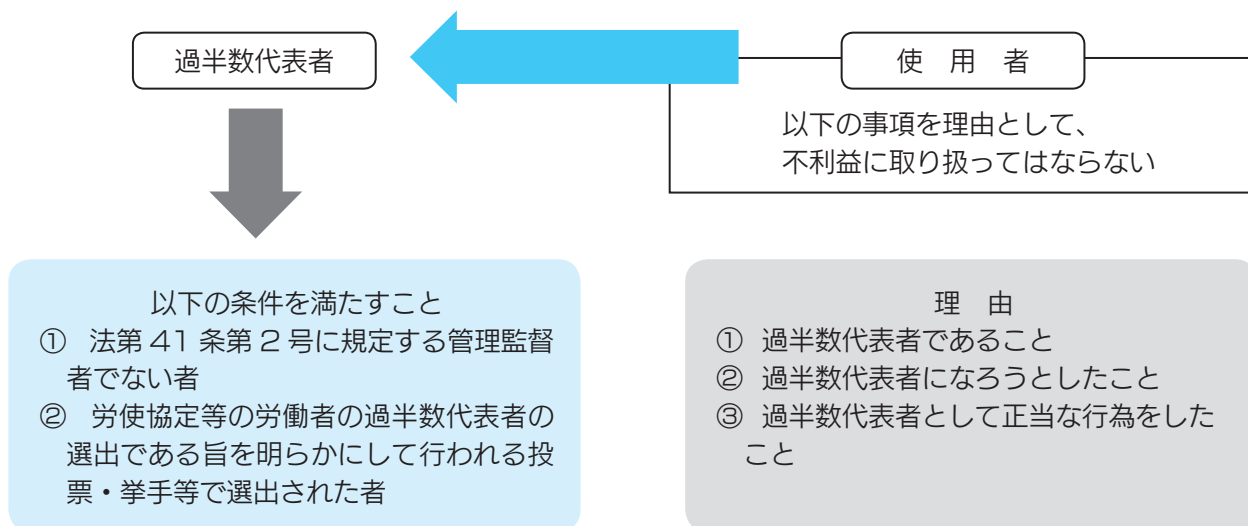 過半数代表者
使　用　者
以下の事項を理由として、
不利益に取り扱ってはならない
以下の条件を満たすこと
①　法第 41 条第 2 号に規定する管理監督
者でない者
②　労使協定等の労働者の過半数代表者の
選出である旨を明らかにして行われる投
票・挙手等で選出された者
理　由
①　過半数代表者であること
②　過半数代表者になろうとしたこと
③　過半数代表者として正当な行為をした
こと